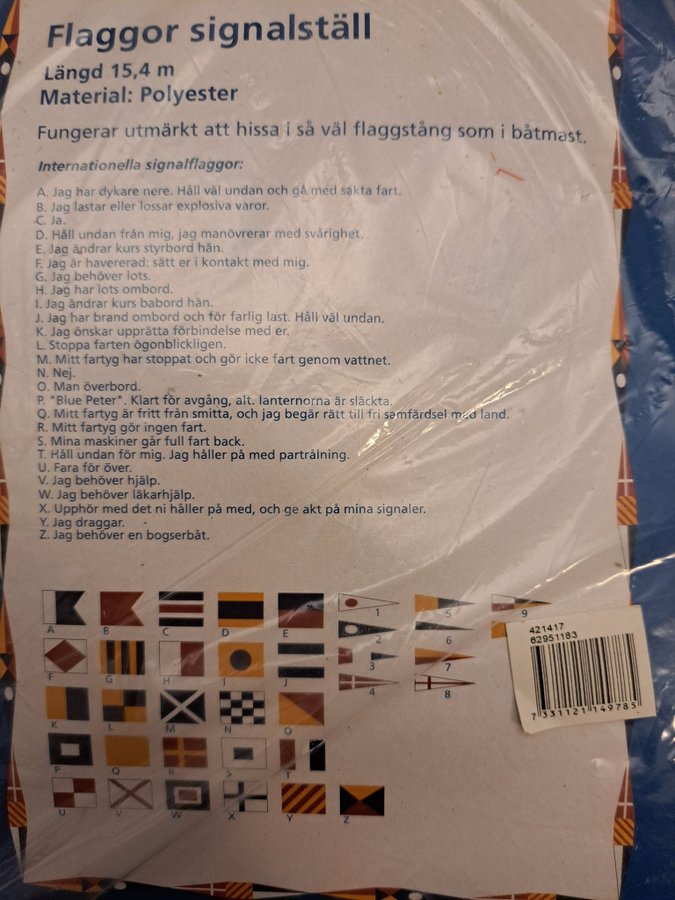 Flaggor signalställ
Längd 15,4 m
Material: Polyester
Fungerar utmärkt att hissa i så väl flaggstång som i båtmast.
Internationella signalflaggor:
A. Jag har dykare nere. Håll väl undan och gå med sakta fart.
B. Jag lastar eller lossar explosiva varor.
C. Ja.
D. Håll undan från mig, jag manövrerar med svårighet.
E. Jag ändrar kurs styrbord hän.
F. Jag är havererad: sätt er i kontakt med mig.
G. Jag behöver lots.
H. Jag har lots ombord.
I. Jag ändrar kurs babord hän.
J. Jag har brand ombord och för farlig last. Håll väl undan.
K. Jag önskar upprätta förbindelse med er.
L. Stoppa farten ögonblickligen.
M. Mitt fartyg har stoppat och gör icke fart genom vattnet.
N. Nej.
O. Man överbord.
P. "Blue Peter". Klart för avgång, alt. lanternorna är släckta.
Q. Mitt fartyg är fritt från smitta, och jag begär rätt till fri samfärdsel med land.
R. Mitt fartyg gör ingen fart.
S. Mina maskiner går full fart back.
T. Håll undan för mig. Jag håller på med partrålning.
U. Fara för över.
V. Jag behöver hjälp.
W. Jag behöver läkarhjälp.
X. Upphör med det ni håller på med, och ge akt på mina signaler.
Y. Jag draggar.
Z. Jag behöver en bogserbåt.
A B C D E 1 5 9
2 6
F G H I J 3 7
4 8
K L M N O
P Q R S T
U V W X Y Z
421417
62951183
7 331121 149785